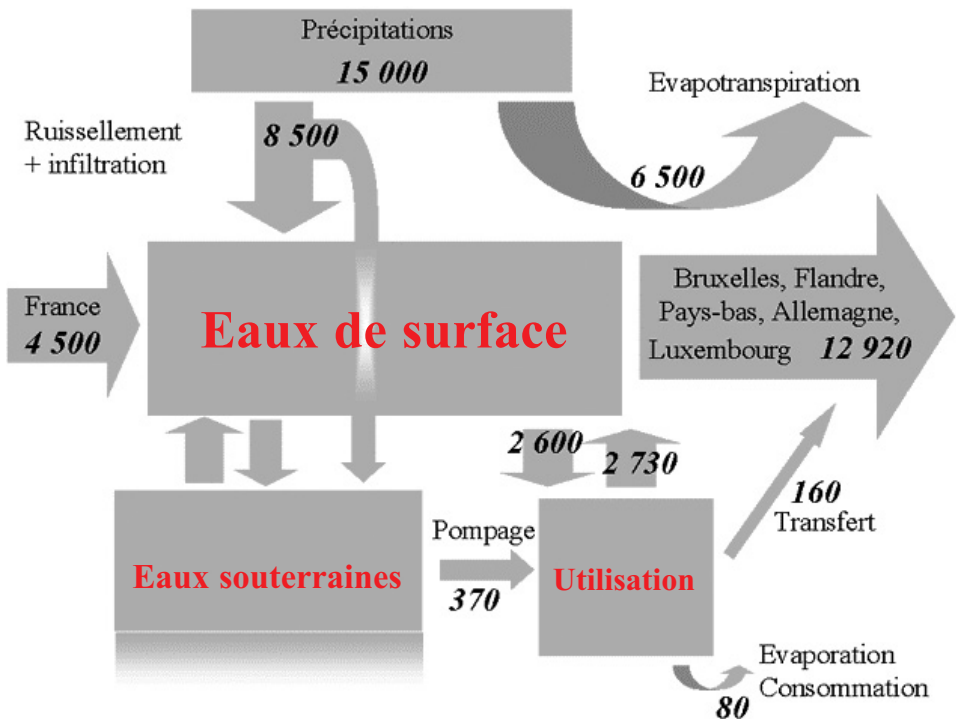 Précipitations
15 000
Evapotranspiration
Ruissellement
+ infiltration
8 500
6 500
France
4 500
Eaux de surface
Bruxelles, Flandre,
Pays-bas, Allemagne,
Luxembourg 12 920
2 600
2 730
160
Transfert
Pompage
370
Eaux souterraines
Utilisation
Evaporation
Consommation
80